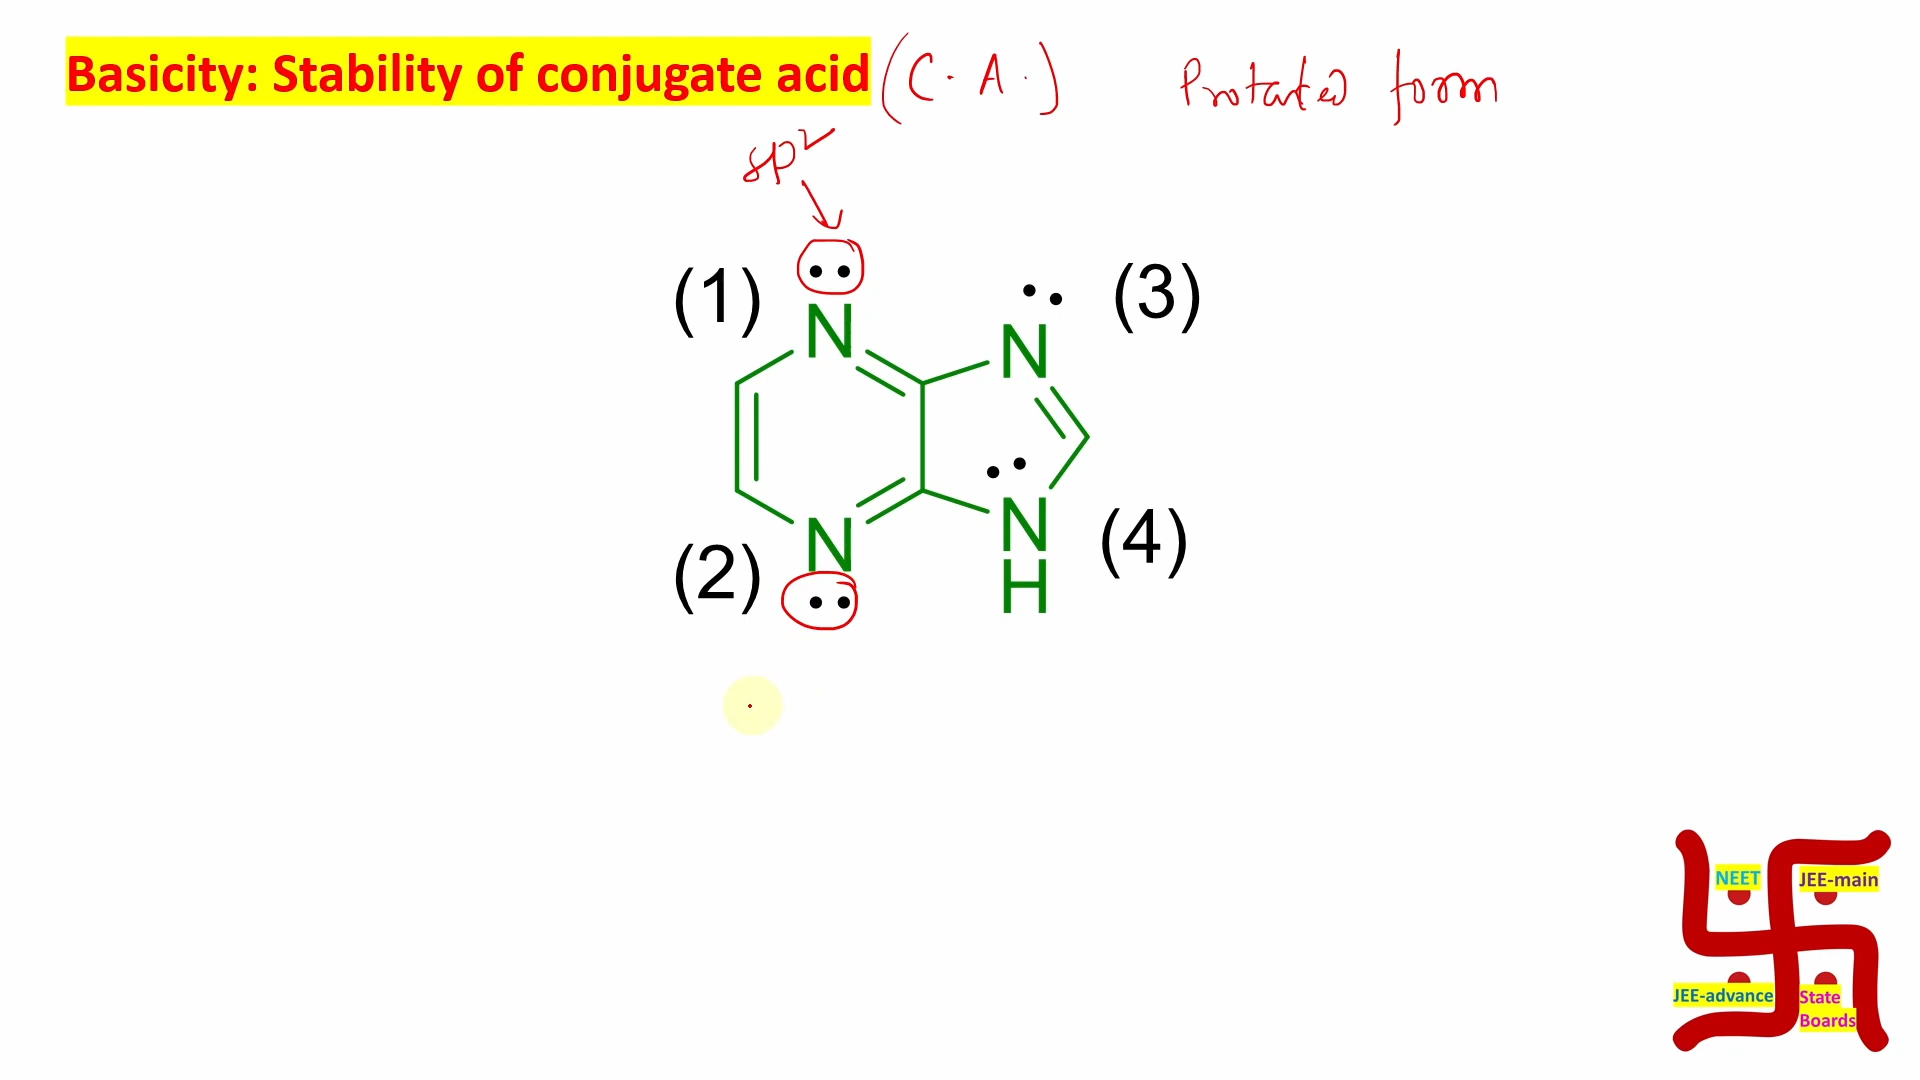 Basicity: Stability of conjugate acid (C.A.) Protated form
sp²
(1)
(3)
N
N
N
N
H
(2)
(4)
NEET
JEE-main
JEE-advance
State
Boards